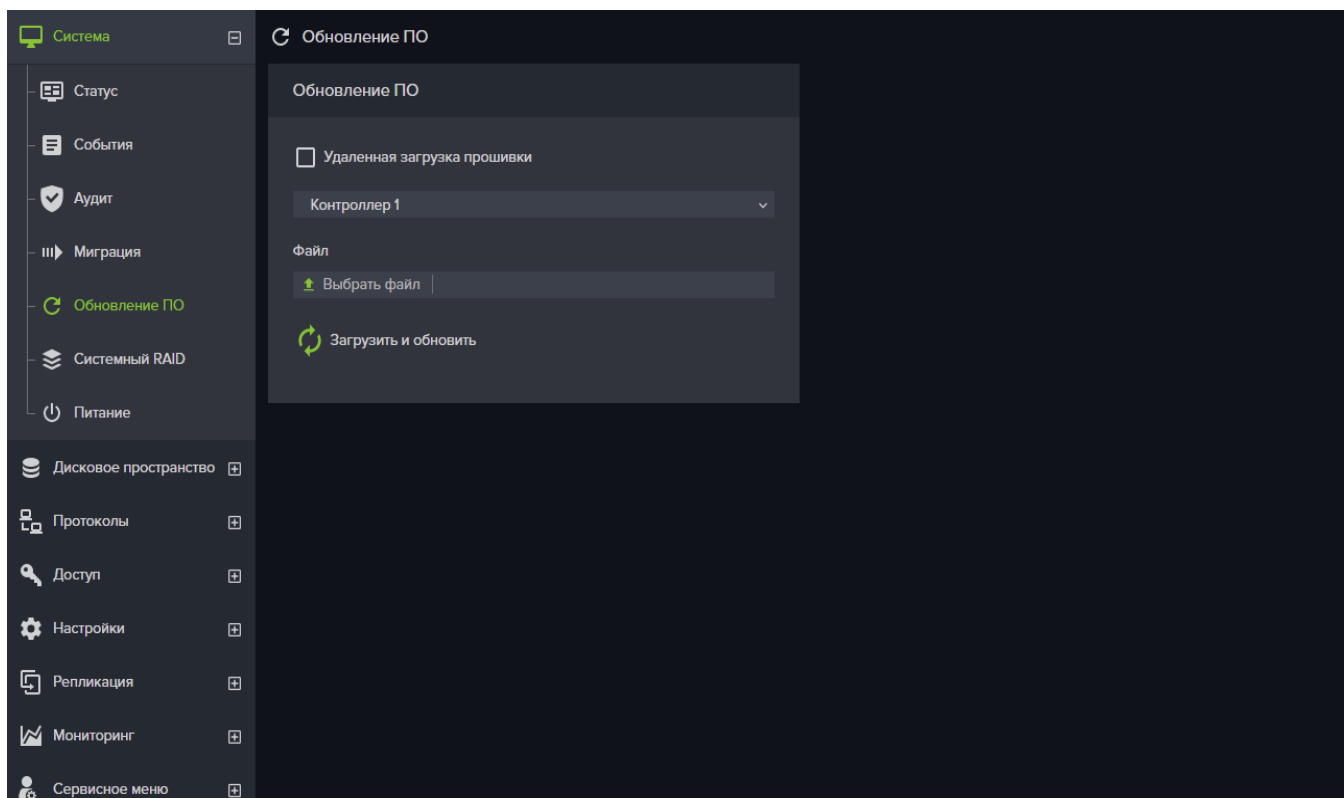 Система
Статус
События
Аудит
Миграция
Обновление ПО
Системный RAID
Питание
Дисковое пространство
Протоколы
Доступ
Настройки
Репликация
Мониторинг
Сервисное меню
Обновление ПО
Обновление ПО
Удаленная загрузка прошивки
Контроллер 1
Файл
Выбрать файл
Загрузить и обновить